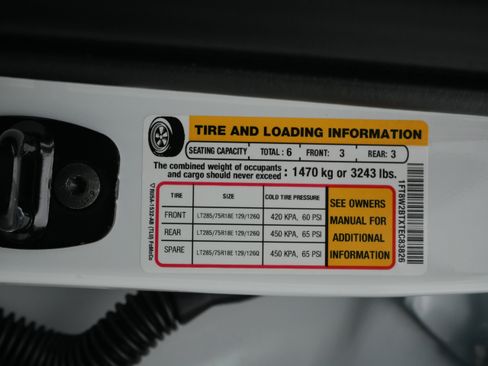 TIRE AND LOADING INFORMATION
SEATING CAPACITY TOTAL : 6 FRONT: 3 REAR: 3
The combined weight of occupants
and cargo should never exceed : 1470 kg or 3243 lbs.
TIRE SIZE COLD TIRE PRESSURE
FRONT LT285/75R18E 129/126Q 420 KPA, 60 PSI
REAR LT285/75R18E 129/126Q 450 KPA, 65 PSI
SPARE LT285/75R18E 129/126Q 450 KPA, 65 PSI
SEE OWNERS
MANUAL FOR
ADDITIONAL
INFORMATION
1FT8W2BTXTEC83826